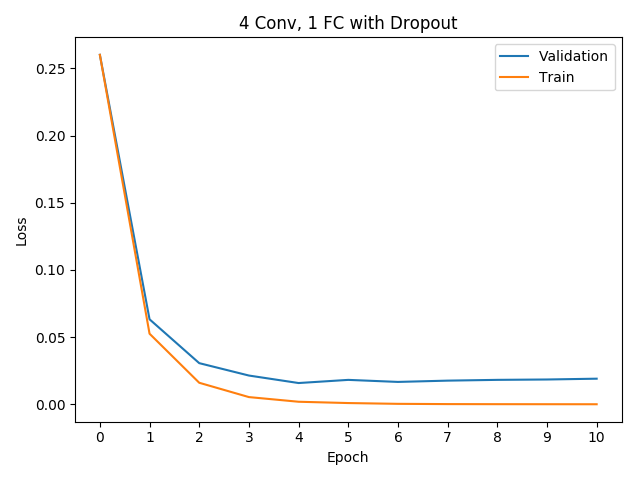 4 Conv, 1 FC with Dropout
Validation
Train
0.25
0.20
0.15
0.10
0.05
0.00
Loss
0 1 2 3 4 5 6 7 8 9 10
Epoch